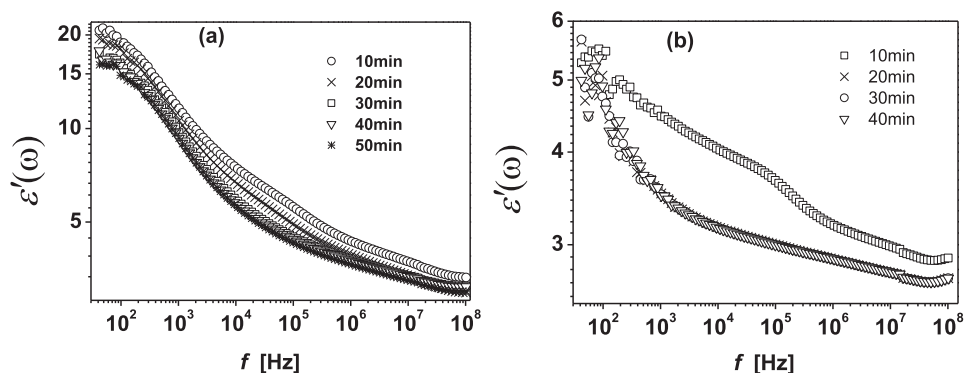 (a)
20
15
10
5
ε′(ω)
10min
20min
30min
40min
50min
10² 10³ 10⁴ 10⁵ 10⁶ 10⁷ 10⁸
f [Hz]
(b)
6
5
4
3
ε′(ω)
10min
20min
30min
40min
10² 10³ 10⁴ 10⁵ 10⁶ 10⁷ 10⁸
f [Hz]